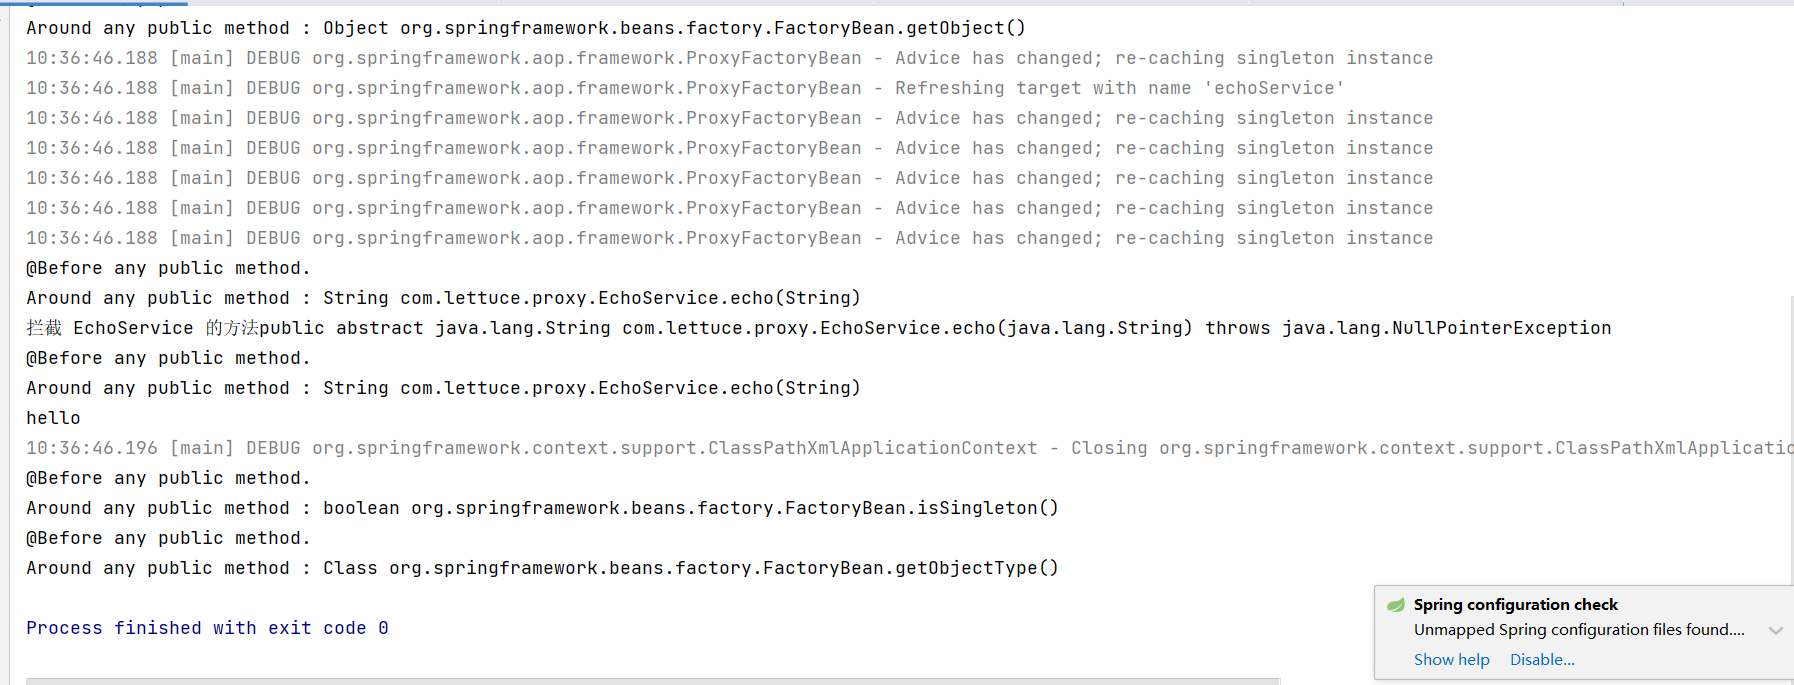 Around any public method : Object org.springframework.beans.factory.FactoryBean.getObject()
10:36:46.188 [main] DEBUG org.springframework.aop.framework.ProxyFactoryBean - Advice has changed; re-caching singleton instance
10:36:46.188 [main] DEBUG org.springframework.aop.framework.ProxyFactoryBean - Refreshing target with name 'echoService'
10:36:46.188 [main] DEBUG org.springframework.aop.framework.ProxyFactoryBean - Advice has changed; re-caching singleton instance
10:36:46.188 [main] DEBUG org.springframework.aop.framework.ProxyFactoryBean - Advice has changed; re-caching singleton instance
10:36:46.188 [main] DEBUG org.springframework.aop.framework.ProxyFactoryBean - Advice has changed; re-caching singleton instance
10:36:46.188 [main] DEBUG org.springframework.aop.framework.ProxyFactoryBean - Advice has changed; re-caching singleton instance
10:36:46.188 [main] DEBUG org.springframework.aop.framework.ProxyFactoryBean - Advice has changed; re-caching singleton instance
@Before any public method.
Around any public method : String com.lettuce.proxy.EchoService.echo(String)
拦截 EchoService 的方法public abstract java.lang.String com.lettuce.proxy.EchoService.echo(java.lang.String) throws java.lang.NullPointerException
@Before any public method.
Around any public method : String com.lettuce.proxy.EchoService.echo(String)
hello
10:36:46.196 [main] DEBUG org.springframework.context.support.ClassPathXmlApplicationContext - Closing org.springframework.context.support.ClassPathXmlApplicatio
@Before any public method.
Around any public method : boolean org.springframework.beans.factory.FactoryBean.isSingleton()
@Before any public method.
Around any public method : Class org.springframework.beans.factory.FactoryBean.getObjectType()
Process finished with exit code 0
Spring configuration check
Unmapped Spring configuration files found....
Show help Disable...